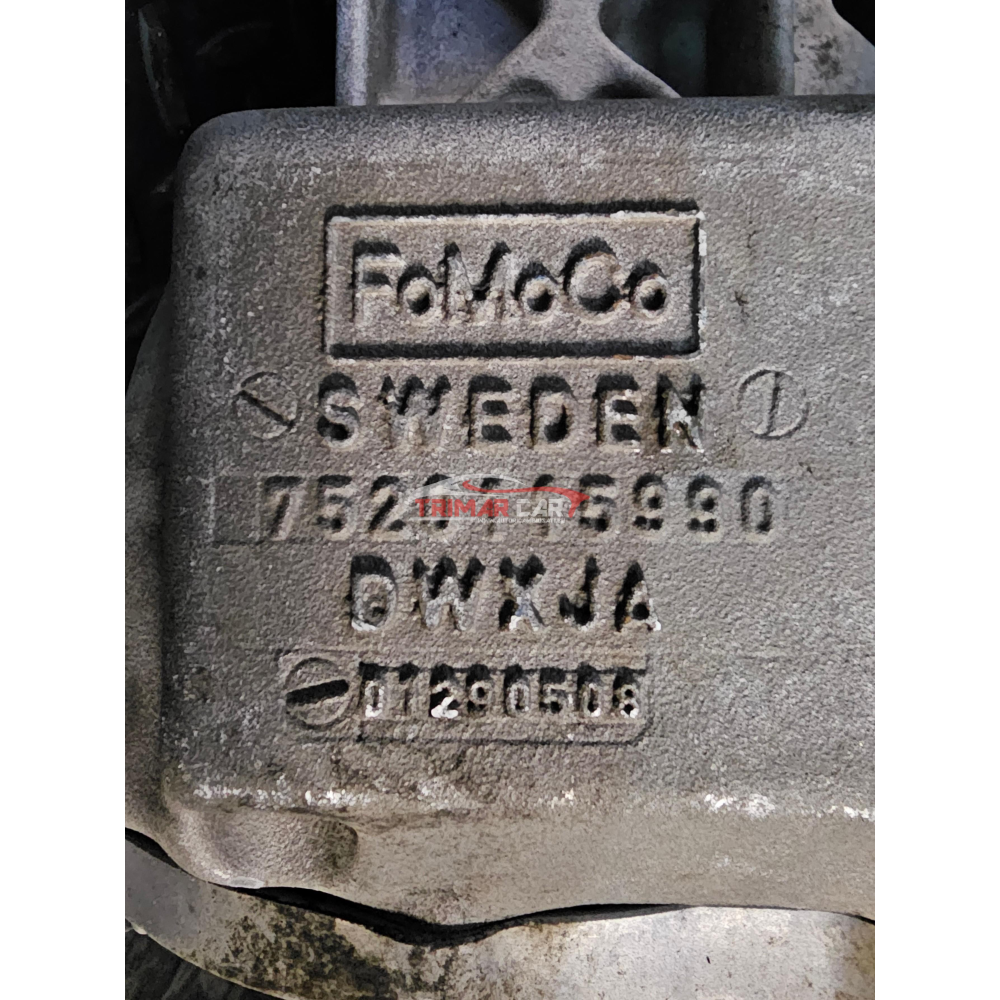 FoMoCo
SWEDEN
DWXJA
01290508
TRIMAR CAR